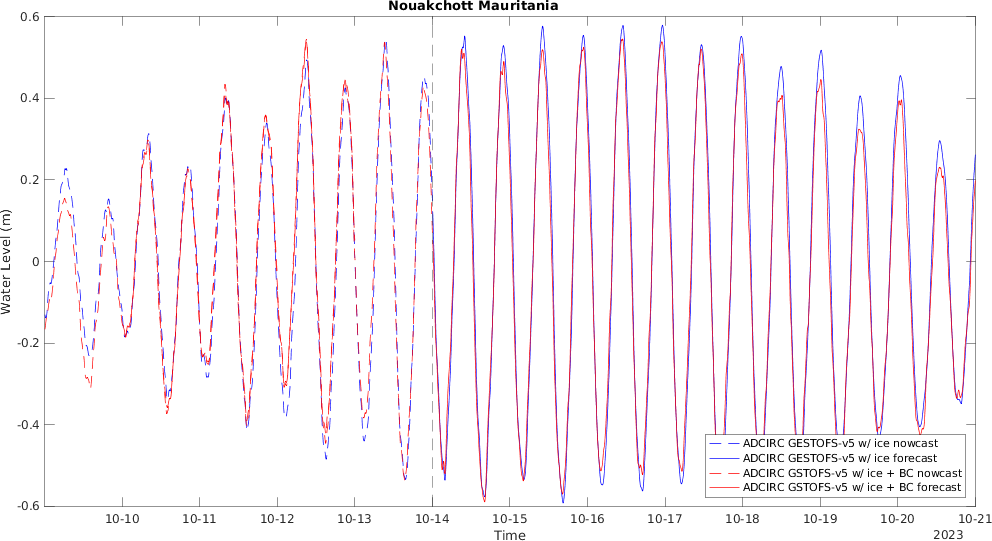 Nouakchott Mauritania
0.6
0.4
0.2
0
-0.2
-0.4
-0.6
Water Level (m)
10-10 10-11 10-12 10-13 10-14 10-15 10-16 10-17 10-18 10-19 10-20 10-21
Time
2023
ADCIRC GESTOFS-v5 w/ ice nowcast
ADCIRC GESTOFS-v5 w/ ice forecast
ADCIRC GSTOFS-v5 w/ ice + BC nowcast
ADCIRC GSTOFS-v5 w/ ice + BC forecast